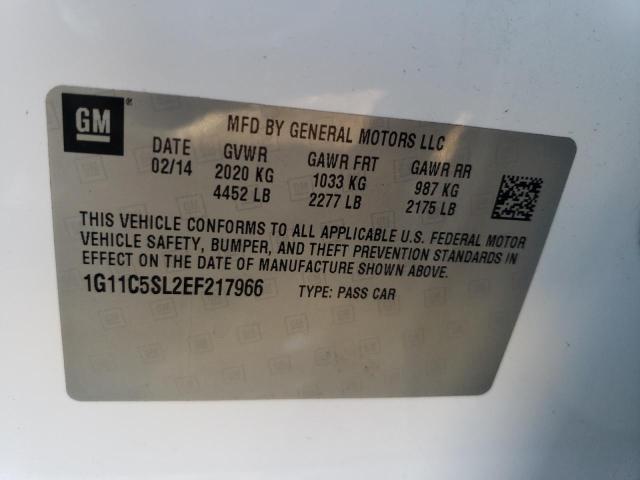 GM®
MFD BY GENERAL MOTORS LLC
DATE GVWR GAWR FRT GAWR RR
02/14 2020 KG 1033 KG 987 KG
4452 LB 2277 LB 2175 LB
THIS VEHICLE CONFORMS TO ALL APPLICABLE U.S. FEDERAL MOTOR
VEHICLE SAFETY, BUMPER, AND THEFT PREVENTION STANDARDS IN
EFFECT ON THE DATE OF MANUFACTURE SHOWN ABOVE.
1G11C5SL2EF217966 TYPE: PASS CAR